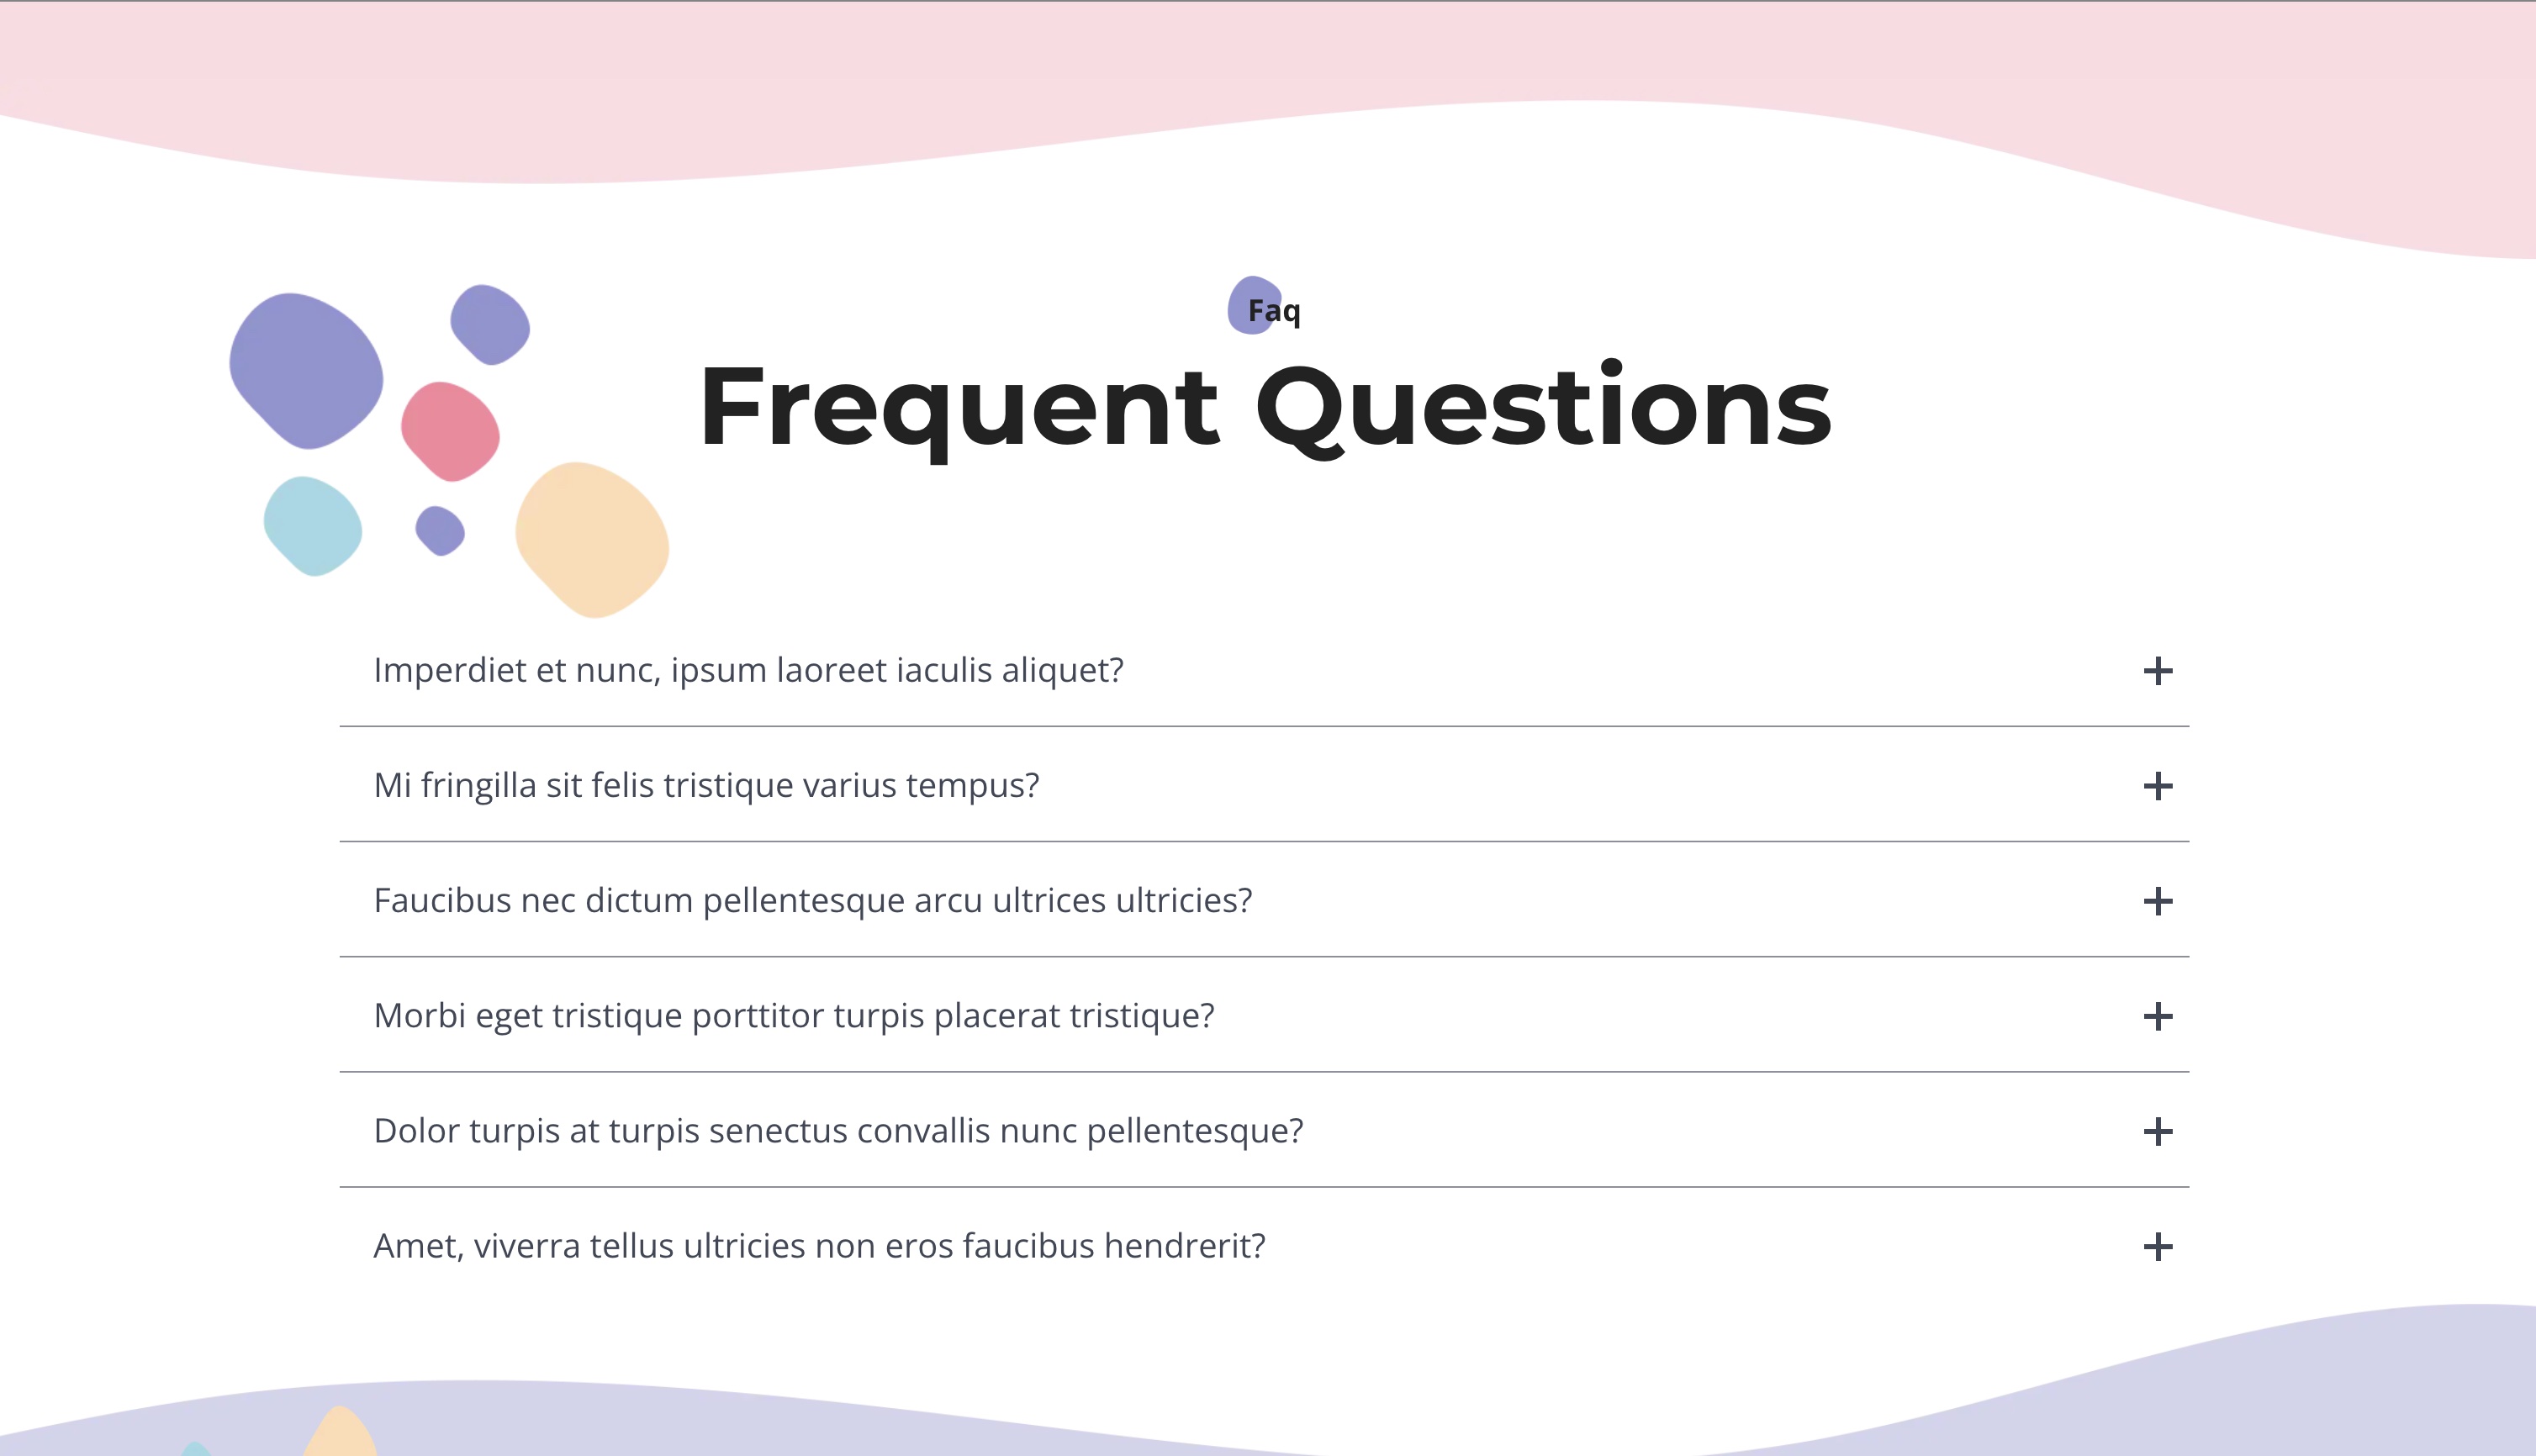 Faq
Frequent Questions
Imperdiet et nunc, ipsum laoreet iaculis aliquet?
Mi fringilla sit felis tristique varius tempus?
Faucibus nec dictum pellentesque arcu ultrices ultricies?
Morbi eget tristique porttitor turpis placerat tristique?
Dolor turpis at turpis senectus convallis nunc pellentesque?
Amet, viverra tellus ultricies non eros faucibus hendrerit?